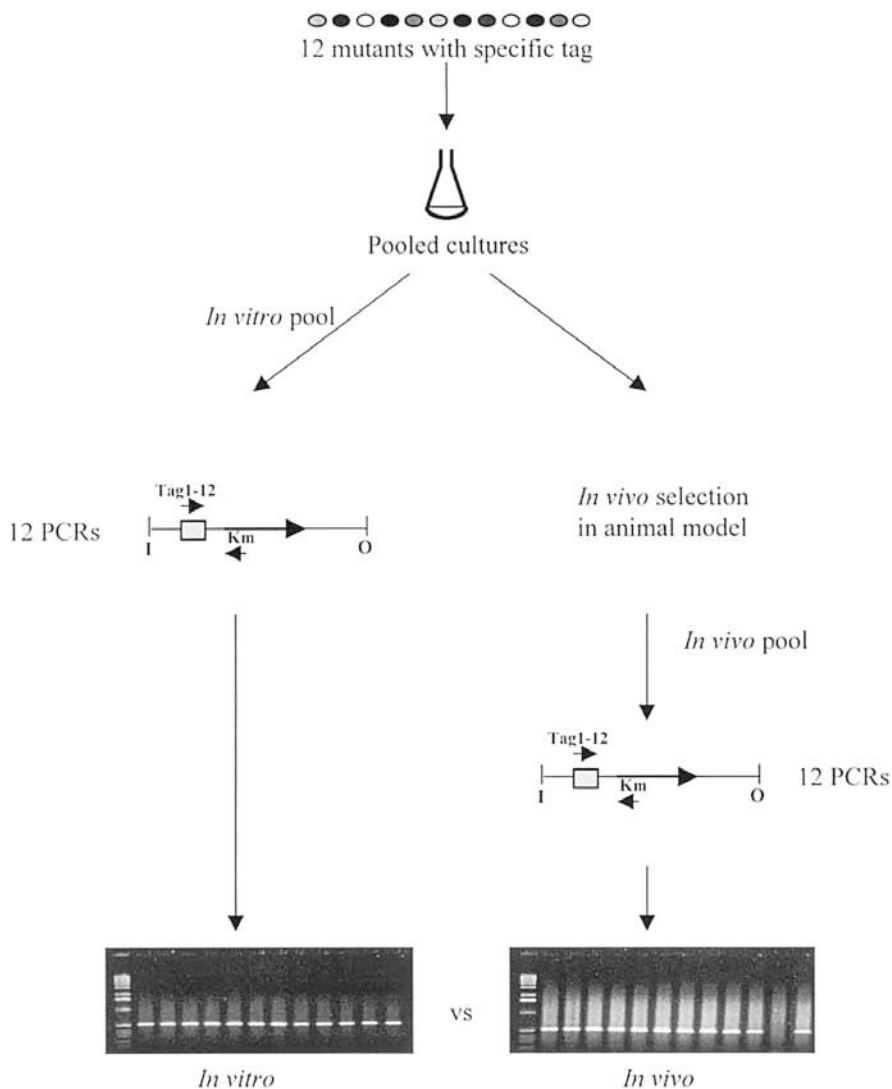 12 mutants with specific tag
Pooled cultures
In vitro pool
Tag1-12
12 PCRs
I
Km
O
In vivo selection
in animal model
In vivo pool
Tag1-12
I
Km
O
12 PCRs
vs
In vitro
In vivo